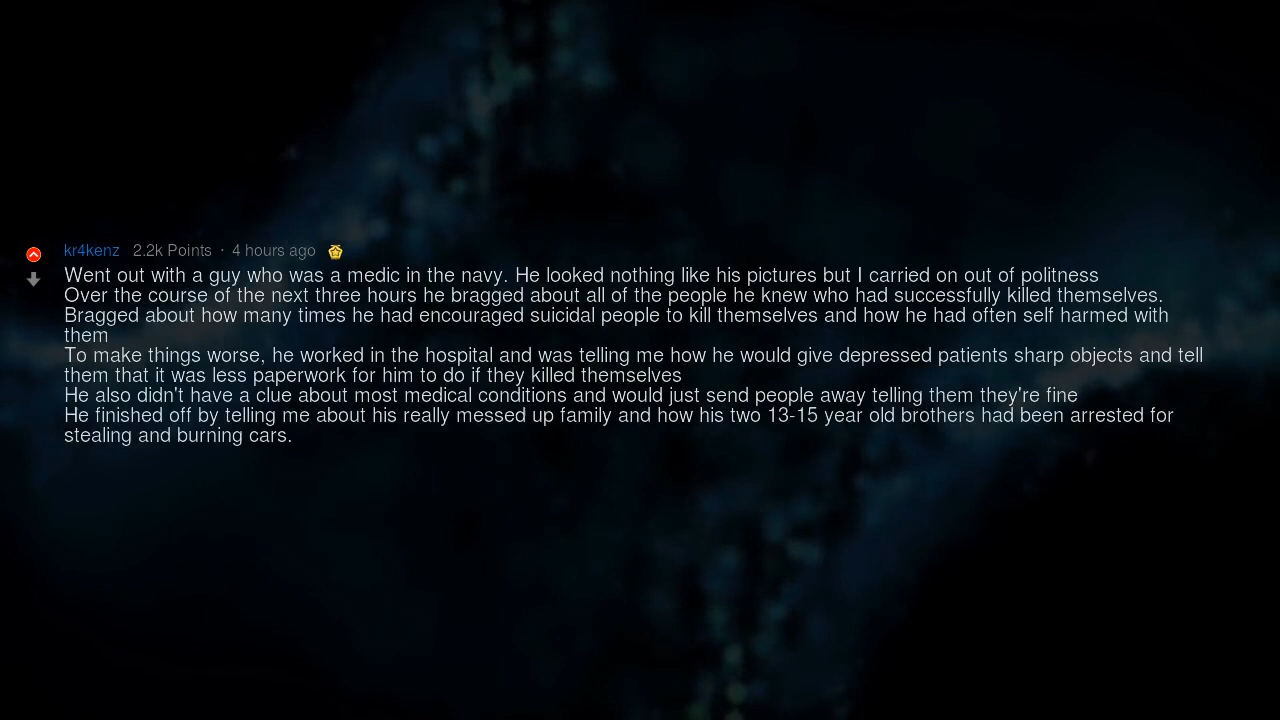 kr4kenz 2.2k Points · 4 hours ago
Went out with a guy who was a medic in the navy. He looked nothing like his pictures but I carried on out of politness
Over the course of the next three hours he bragged about all of the people he knew who had successfully killed themselves.
Bragged about how many times he had encouraged suicidal people to kill themselves and how he had often self harmed with
them
To make things worse, he worked in the hospital and was telling me how he would give depressed patients sharp objects and tell
them that it was less paperwork for him to do if they killed themselves
He also didn't have a clue about most medical conditions and would just send people away telling them they're fine
He finished off by telling me about his really messed up family and how his two 13-15 year old brothers had been arrested for
stealing and burning cars.